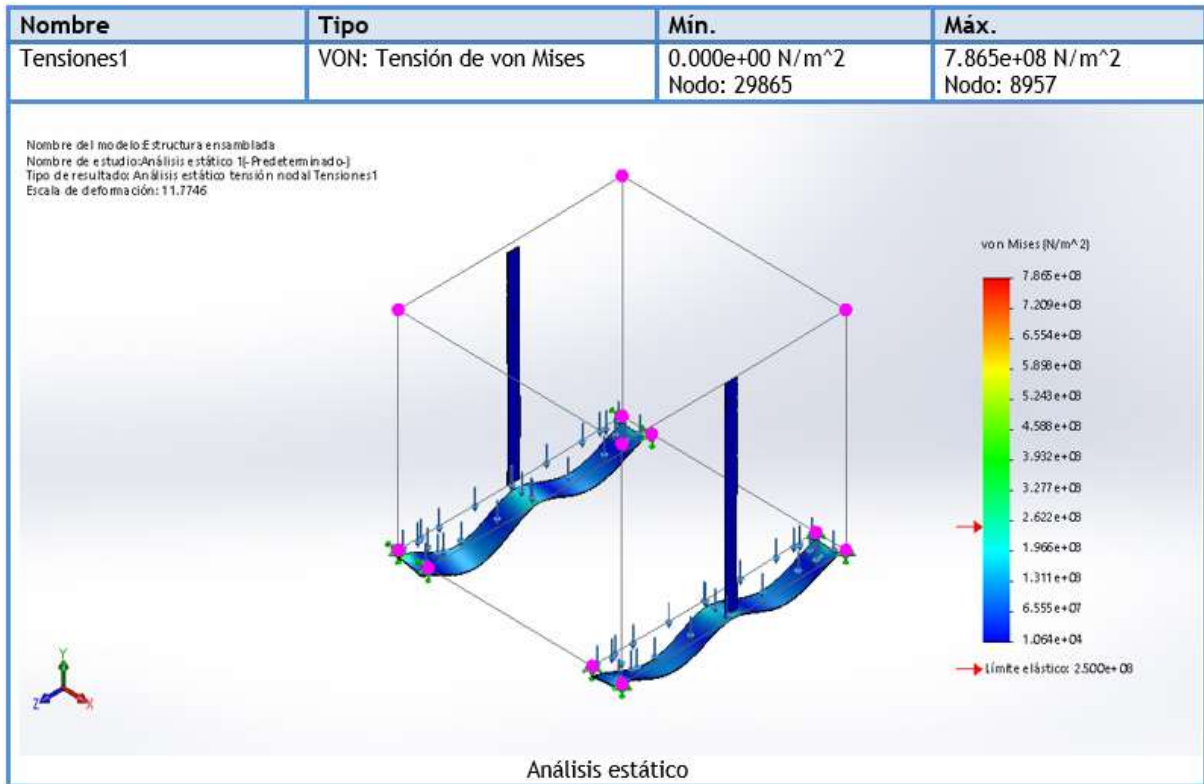 Nombre Tipo Mín. Máx.
Tensiones1 VON: Tensión de von Mises 0.000e+00 N/m^2 7.865e+08 N/m^2
Nodo: 29865 Nodo: 8957
Nombre del modelo:Estructura ensamblada
Nombre de estudio:Análisis estático 1(-Predeterminado-)
Tipo de resultado: Análisis estático tensión nodal Tensiones1
Escala de deformación: 11.7746
von Mises (N/m^2)
7.865e+08
7.209e+08
6.554e+08
5.898e+08
5.243e+08
4.588e+08
3.932e+08
3.277e+08
2.622e+08
1.966e+08
1.311e+08
6.555e+07
1.064e+04
Límite elástico: 2.500e+08
Y
Z
X
Análisis estático